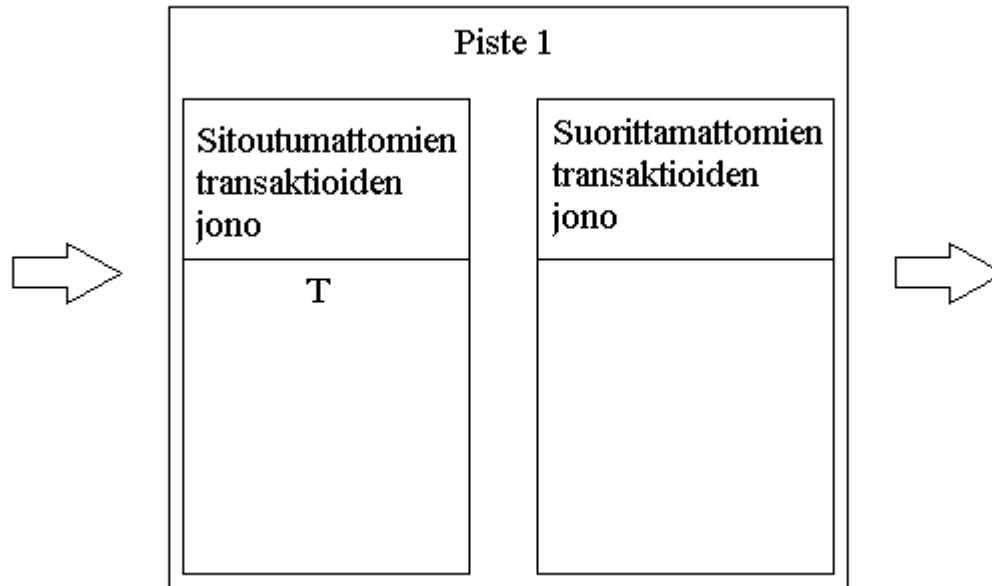 Piste 1
Sitoutumattomien
transaktioiden
jono
Suorittamattomien
transaktioiden
jono
T